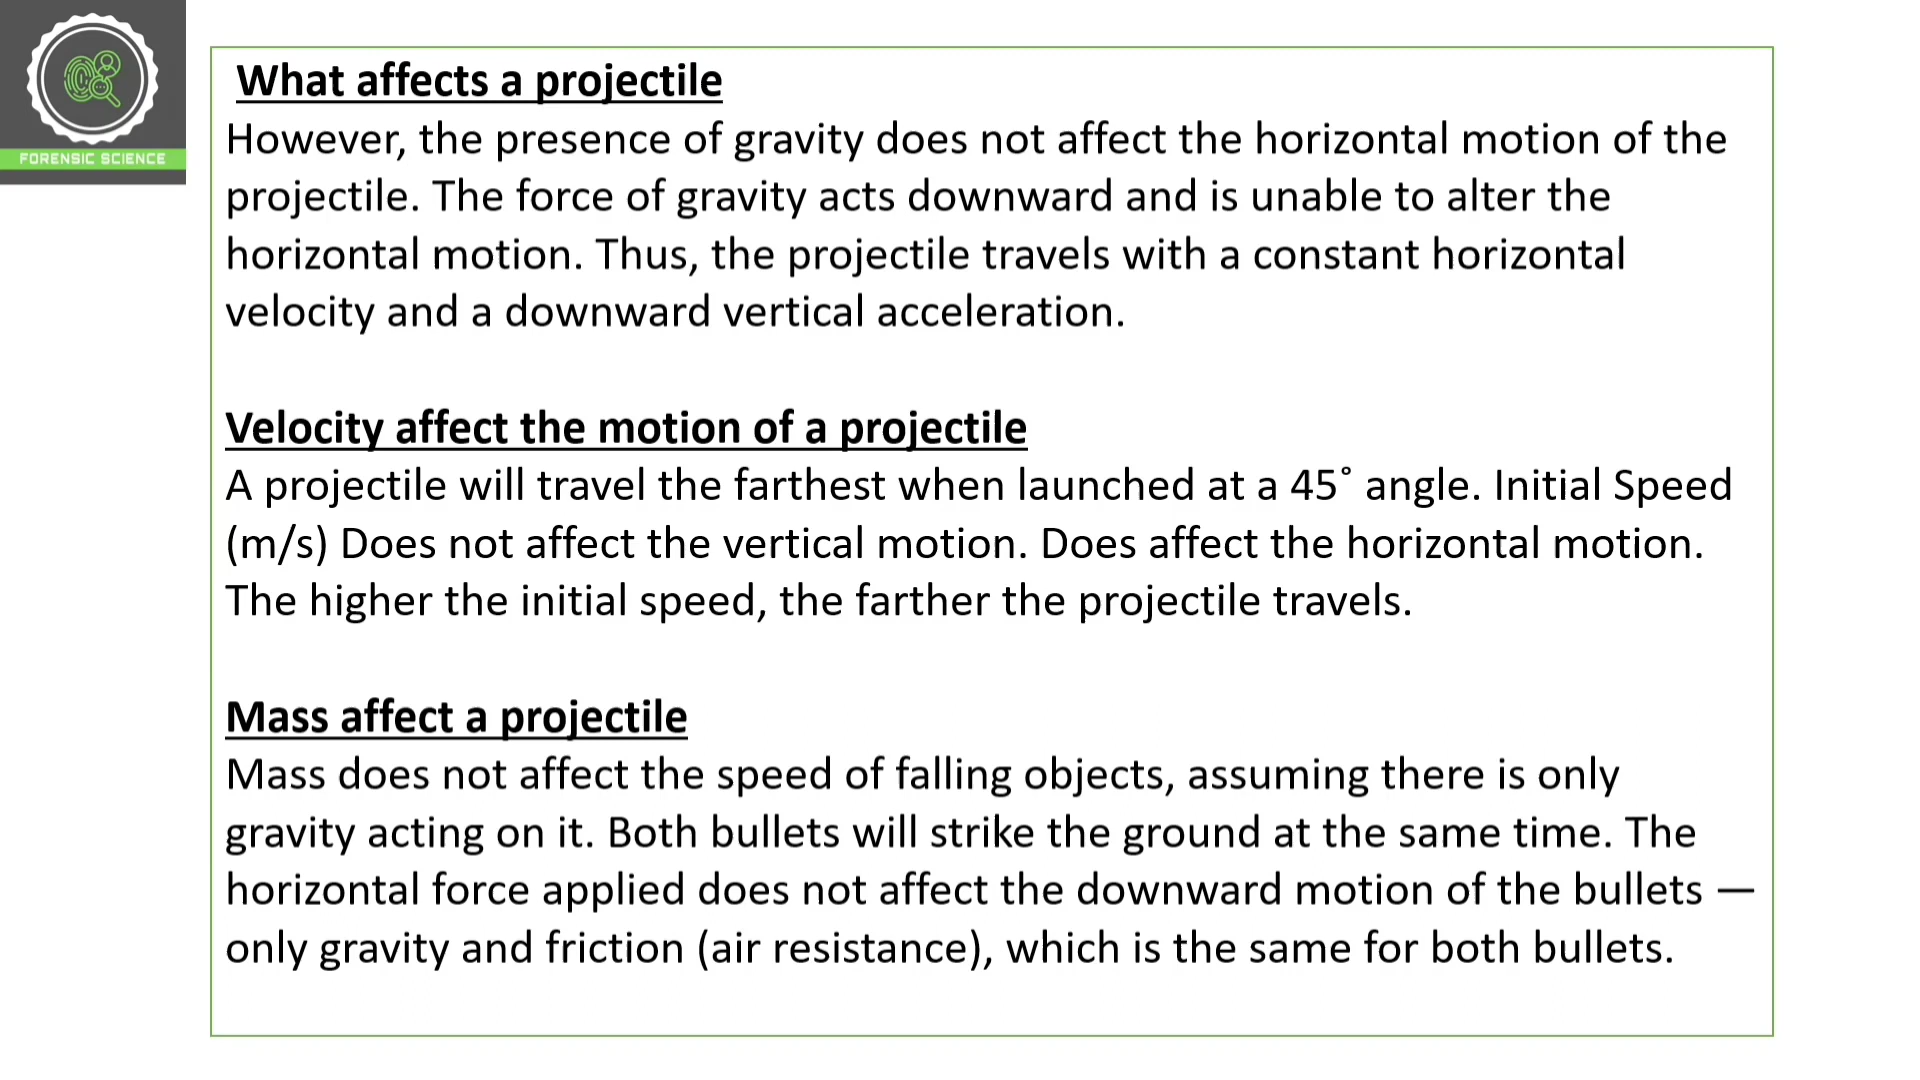 FORENSIC SCIENCE
What affects a projectile
However, the presence of gravity does not affect the horizontal motion of the
projectile. The force of gravity acts downward and is unable to alter the
horizontal motion. Thus, the projectile travels with a constant horizontal
velocity and a downward vertical acceleration.
Velocity affect the motion of a projectile
A projectile will travel the farthest when launched at a 45˚ angle. Initial Speed
(m/s) Does not affect the vertical motion. Does affect the horizontal motion.
The higher the initial speed, the farther the projectile travels.
Mass affect a projectile
Mass does not affect the speed of falling objects, assuming there is only
gravity acting on it. Both bullets will strike the ground at the same time. The
horizontal force applied does not affect the downward motion of the bullets —
only gravity and friction (air resistance), which is the same for both bullets.